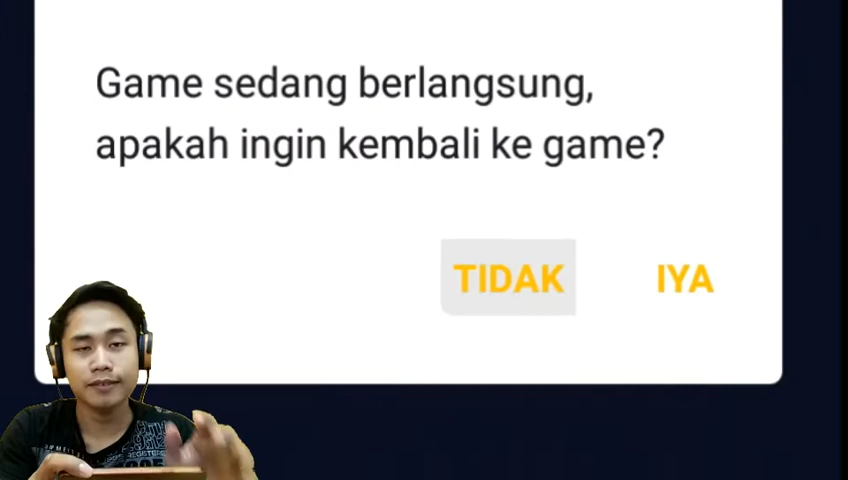 Game sedang berlangsung,
apakah ingin kembali ke game?
TIDAK
IYA